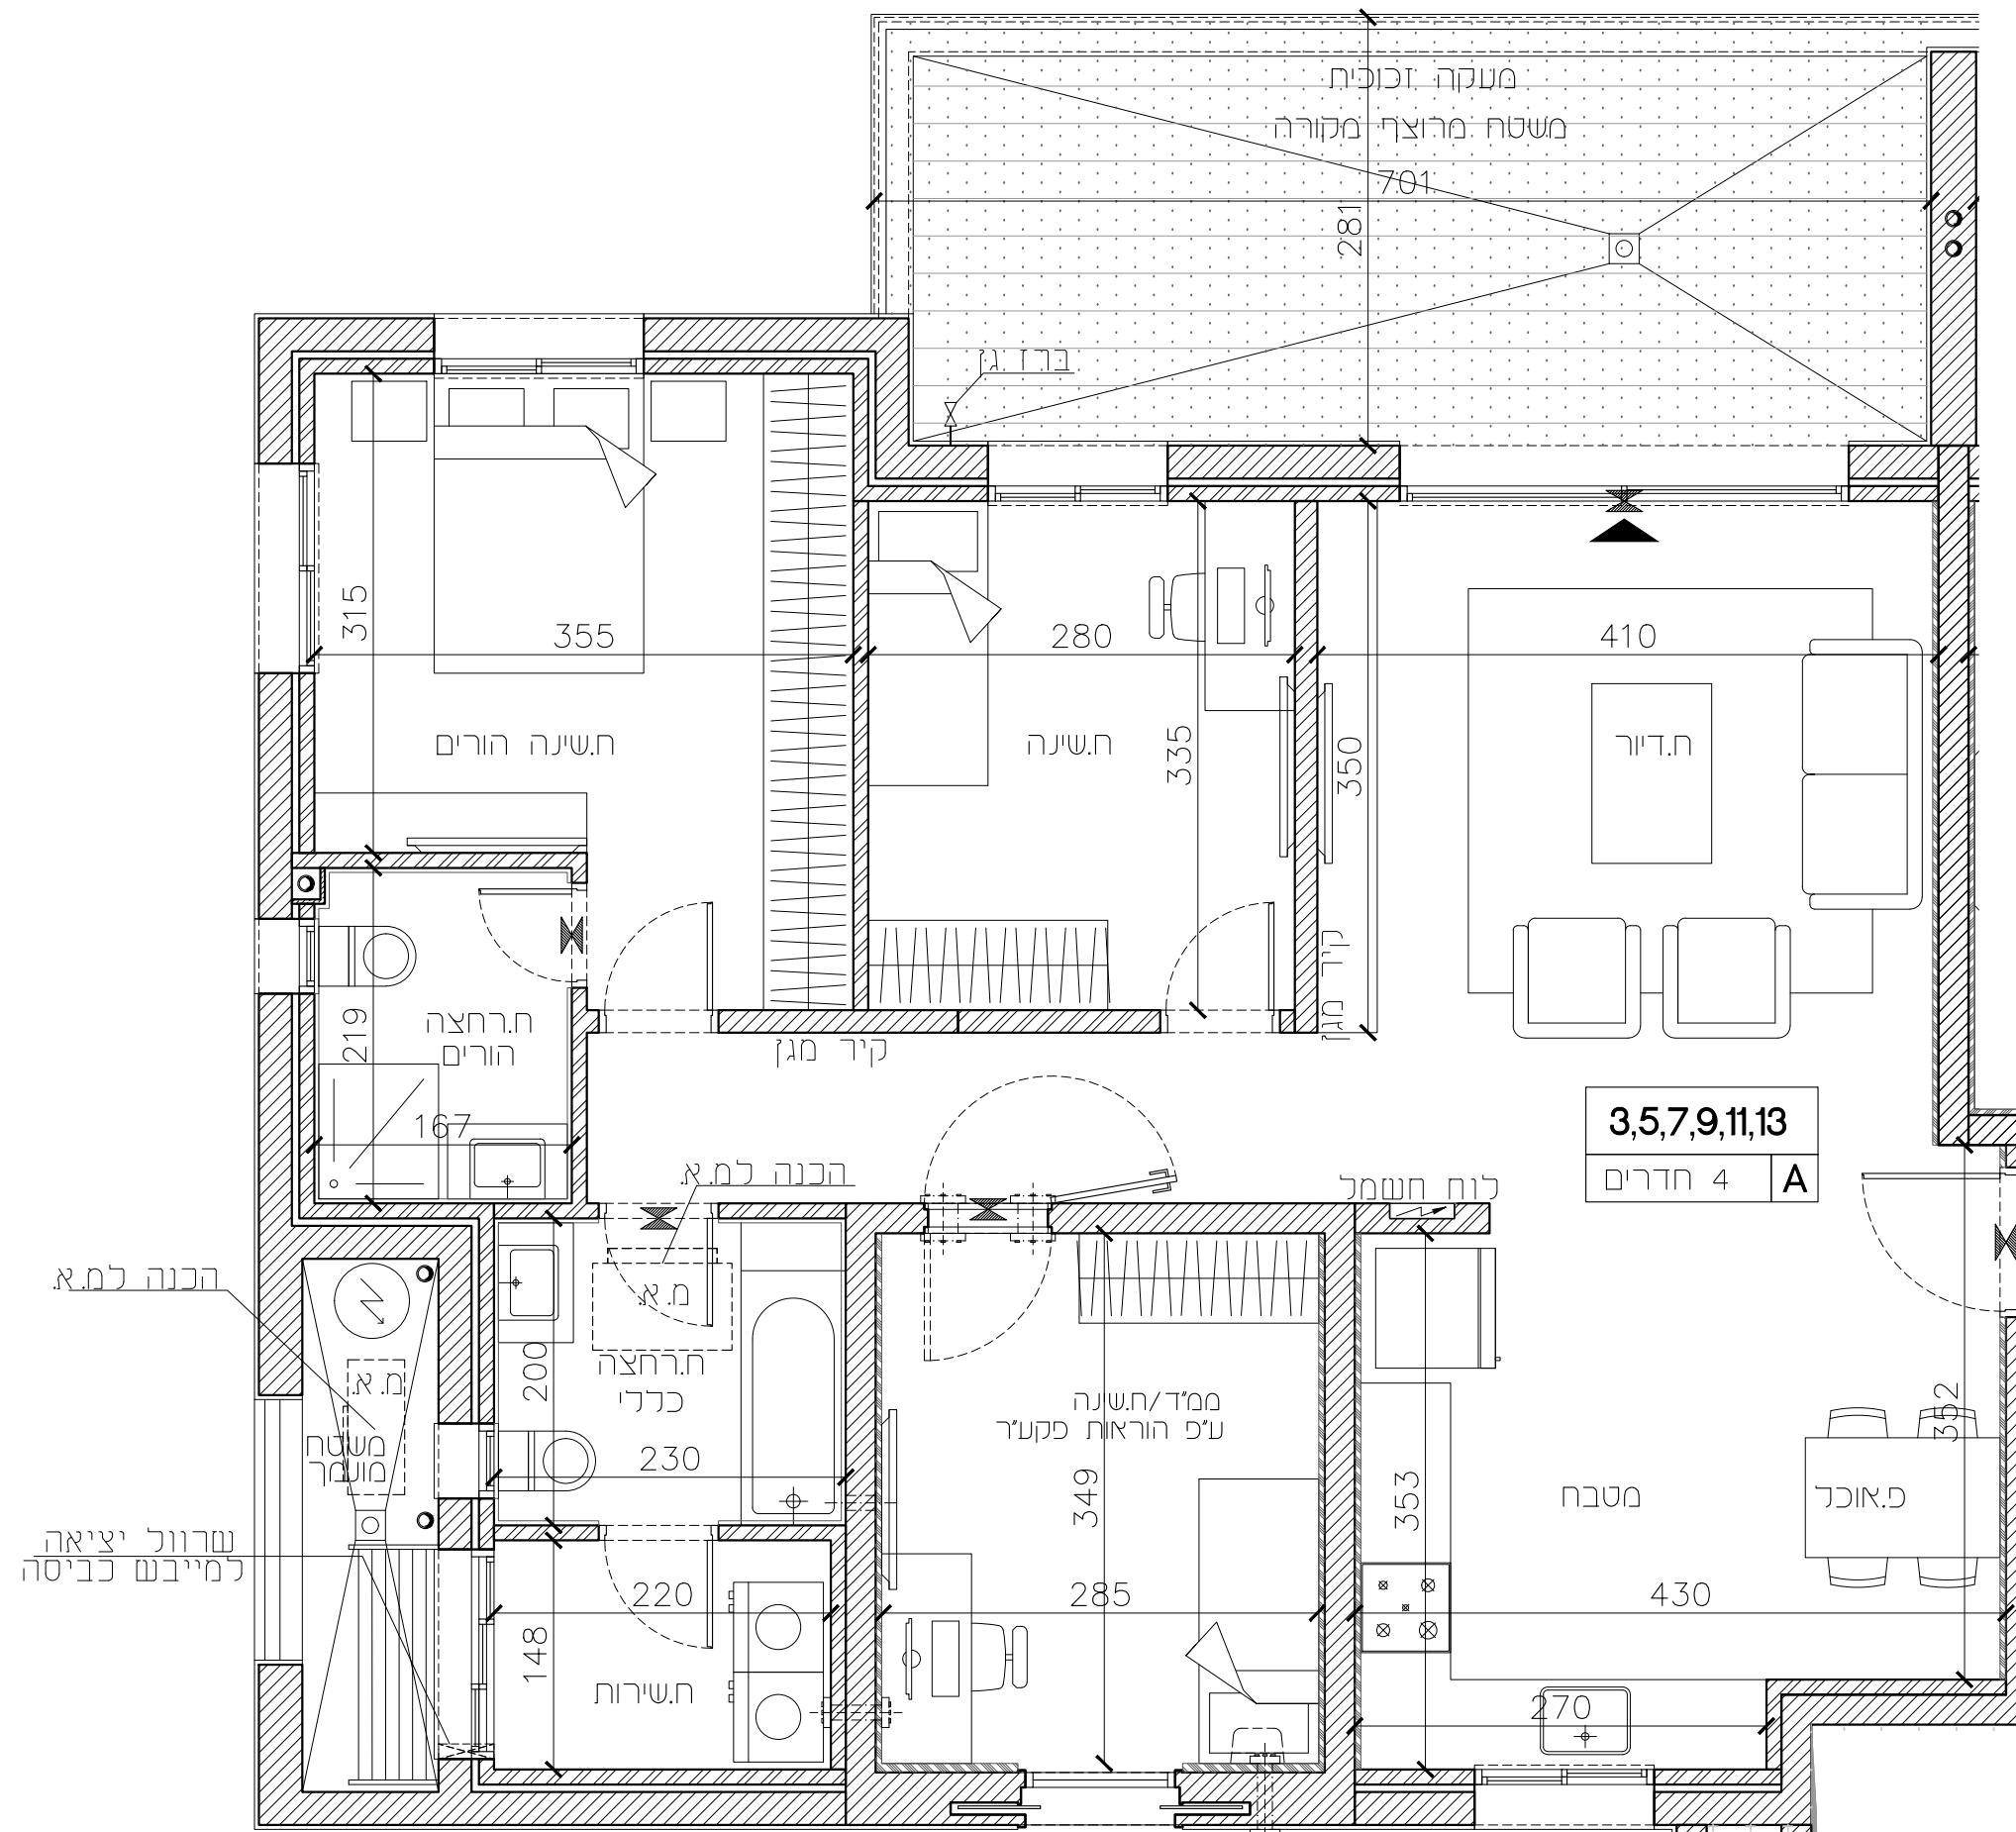 מעקה זכוכית
משטח מרוצף מקורה
701
281
ברז גן
315
355
280
410
ח.שינה הורים
ח.שינה
335
350
ח.דיור
קיר מגן
קיר מגן
ח.רחצה
הורים
219
167
3,5,7,9,11,13
4 חדרים
A
הכנה למ.א.
לוח חשמל
הכנה למ.א.
מ.א.
מ.א.
ח.רחצה
כללי
200
230
משטח
מונמך
ממ"ד/ח.שינה
ע"פ הוראות פקע"ר
349
285
352
353
מטבח
פ.אוכל
430
270
שרוול יציאה
למייבש כביסה
220
148
ח.שירות